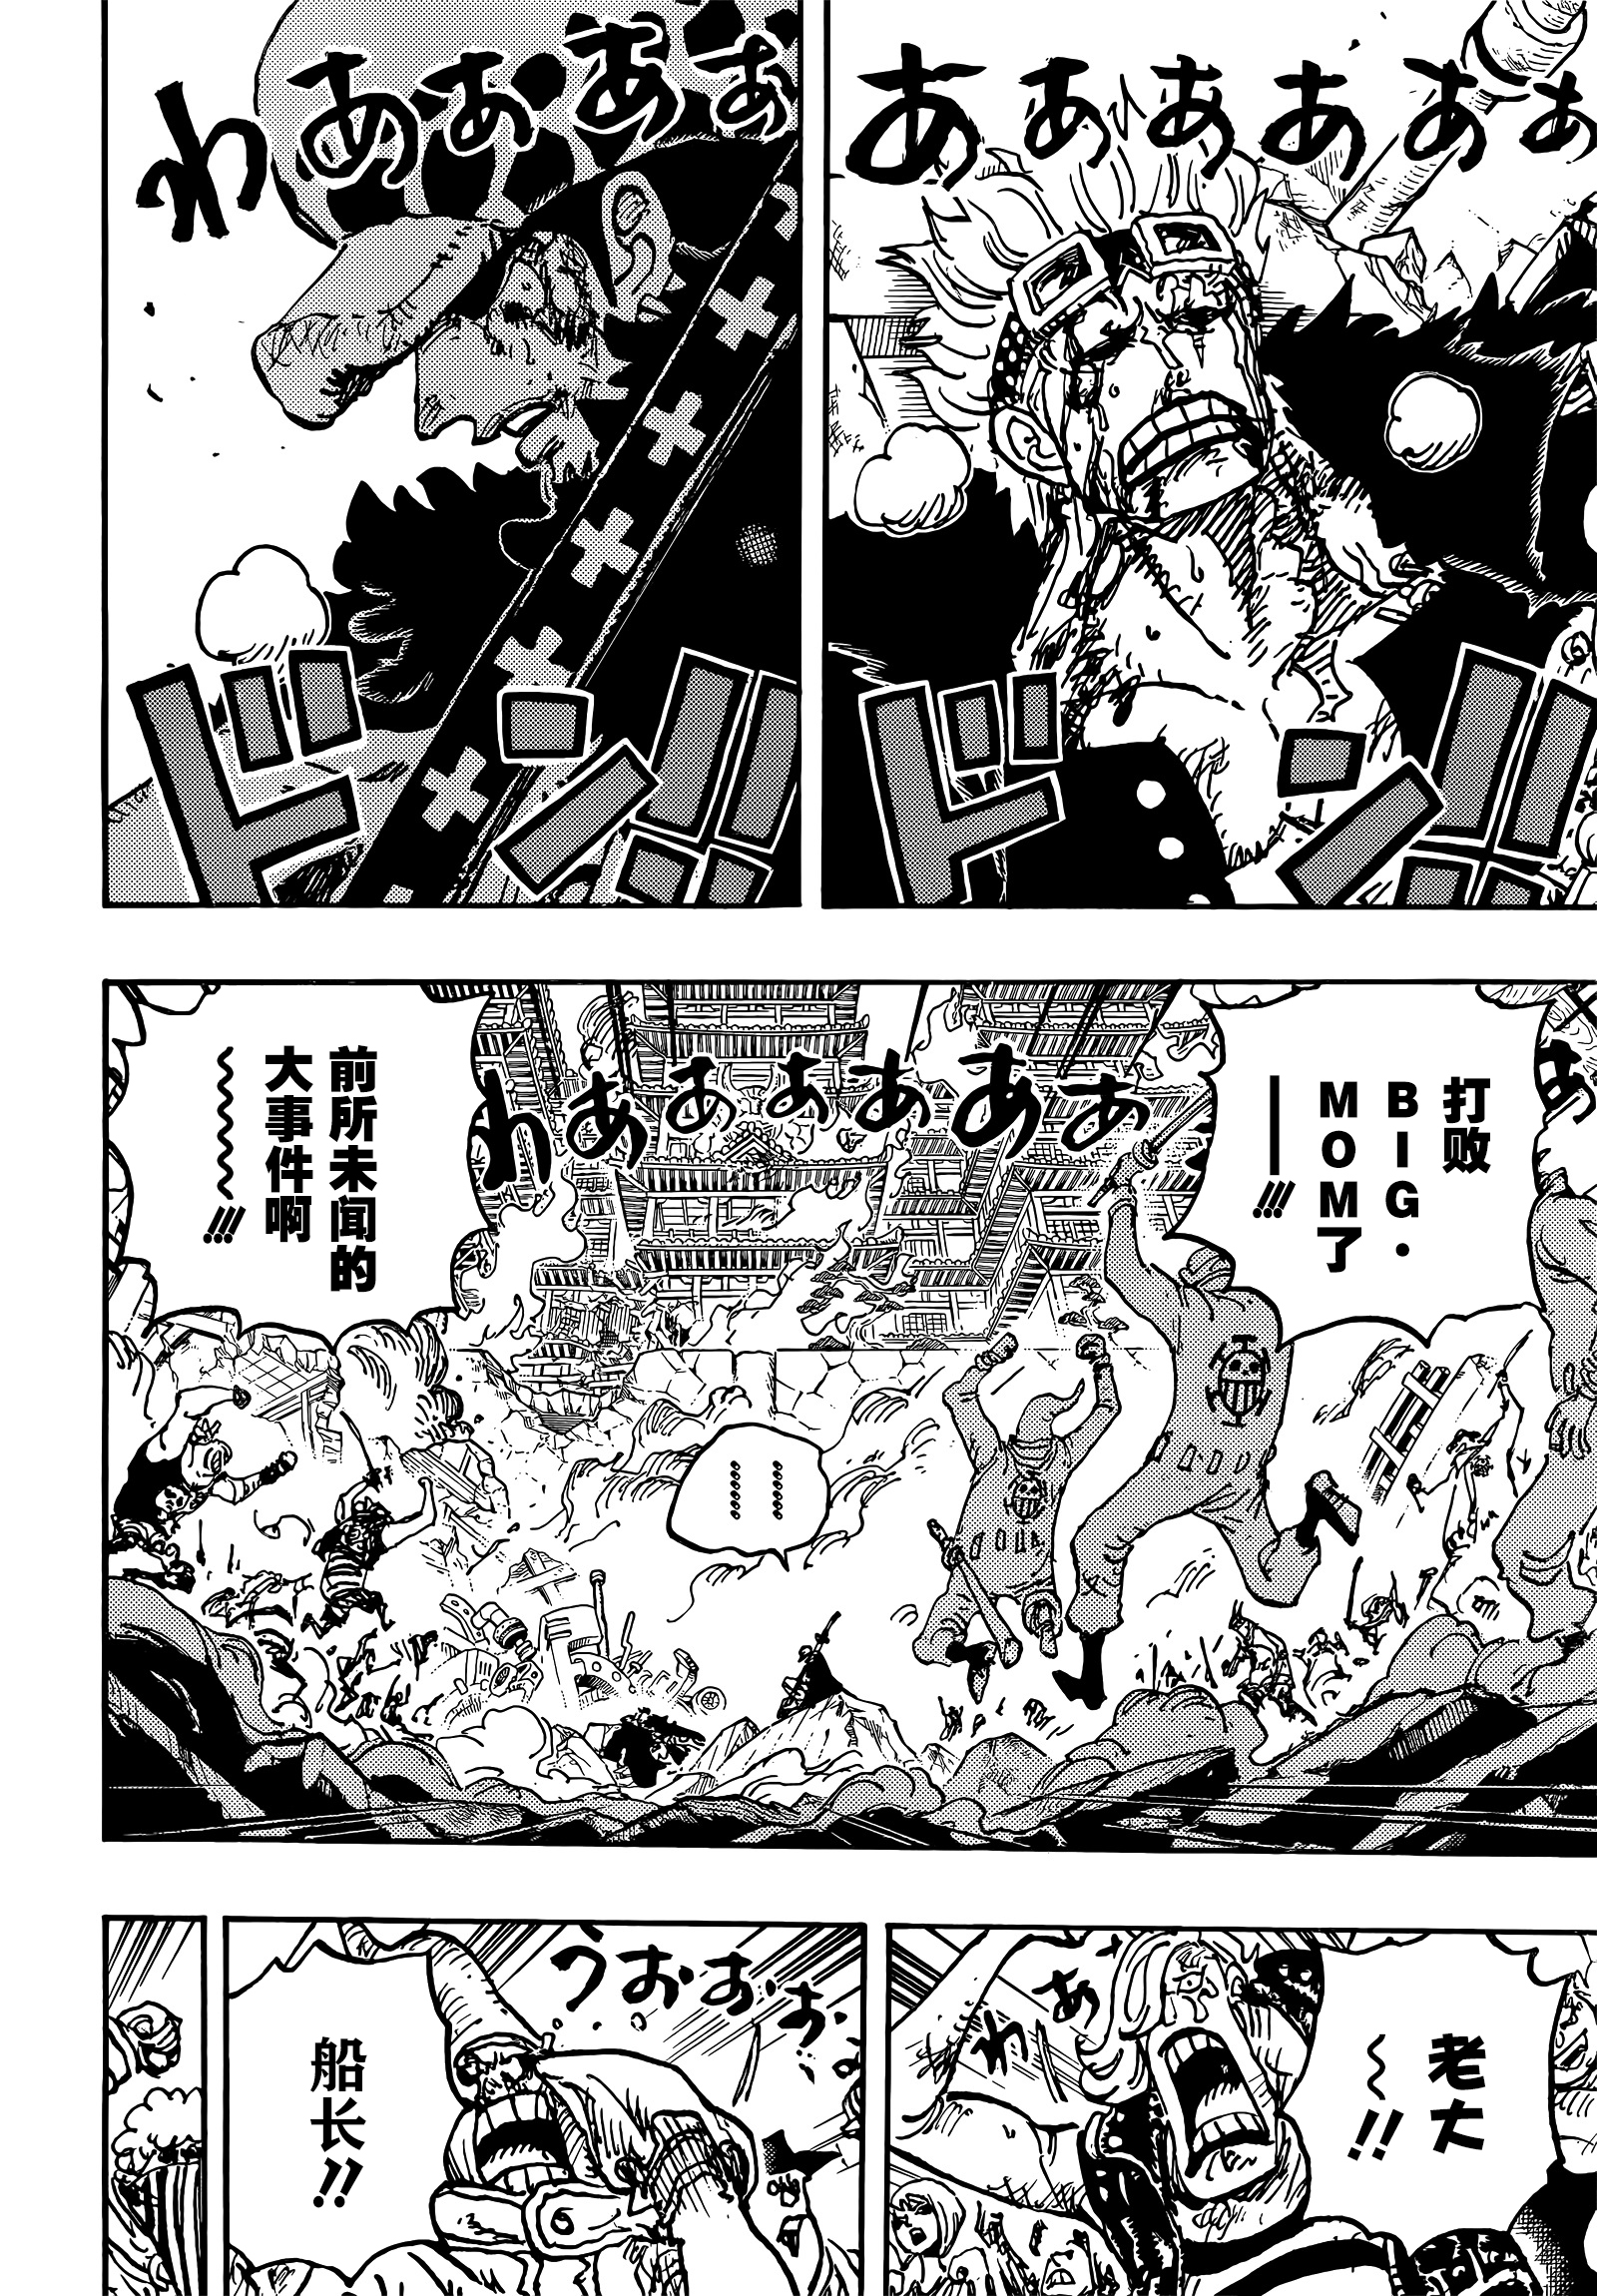 ああああああ
わあおああ
ドン!!
ドン!!
打败
BIG・
MOM了
━━!!!
わあああああ
………………
前所未闻的
大事件啊
～～～～!!!
老大
～～!!
わあ
うおおおお
船长!!